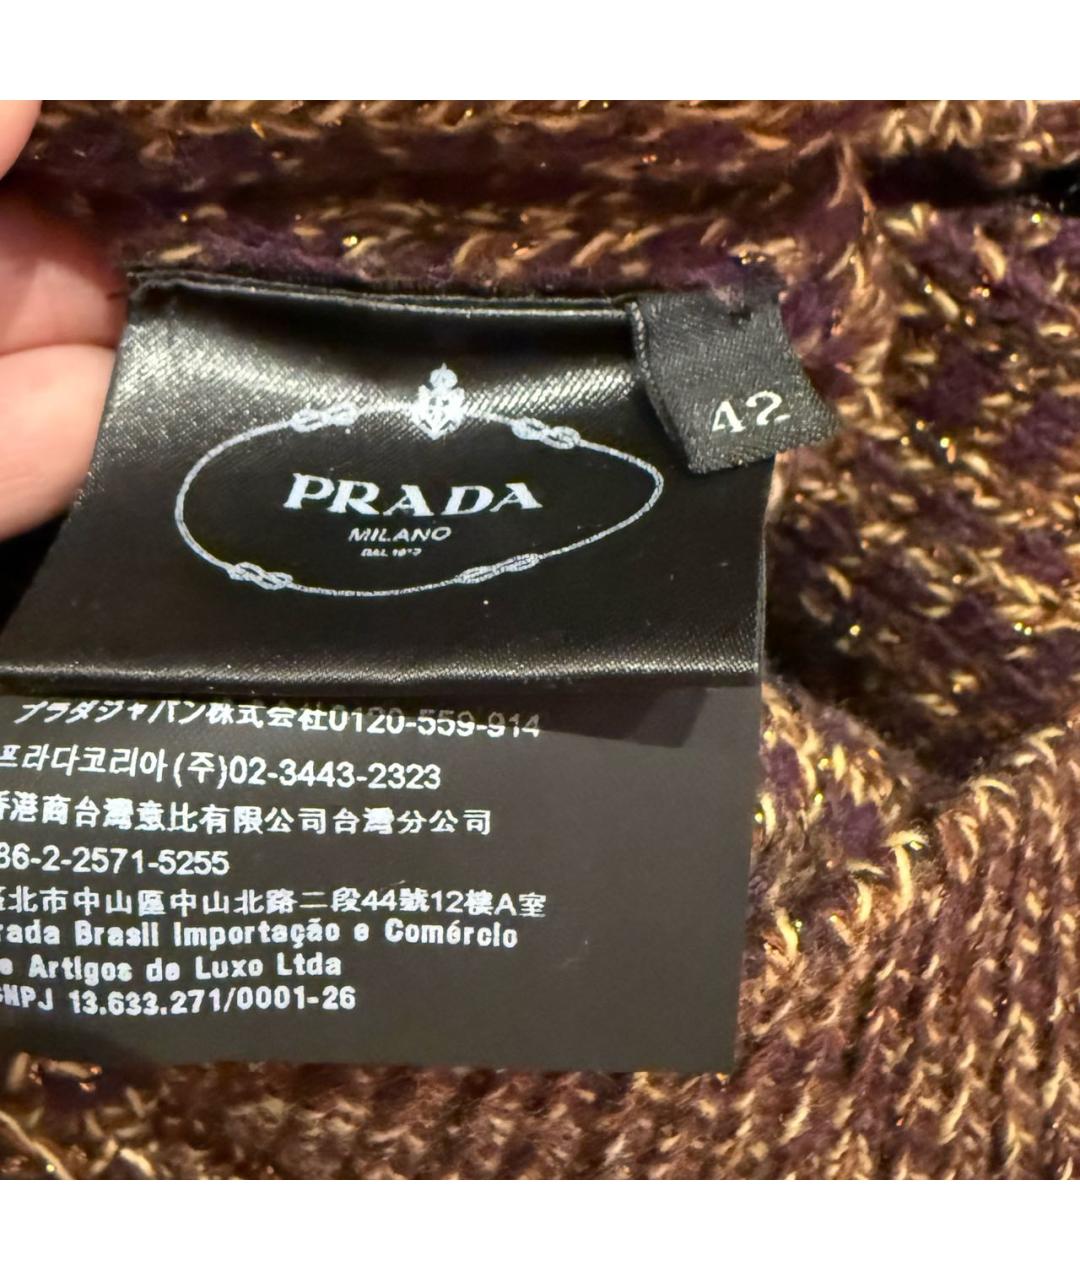 42
PRADA
MILANO
DAL 1913
プラダジャパン株式会社0120-559-914
프라다코리아(주)02-3443-2323
香港商台灣意比有限公司台灣分公司
86-2-2571-5255
北市中山區中山北路二段44號12樓A室
rada Brasil Importação e Comércio
e Artigos de Luxo Ltda
CNPJ 13.633.271/0001-26